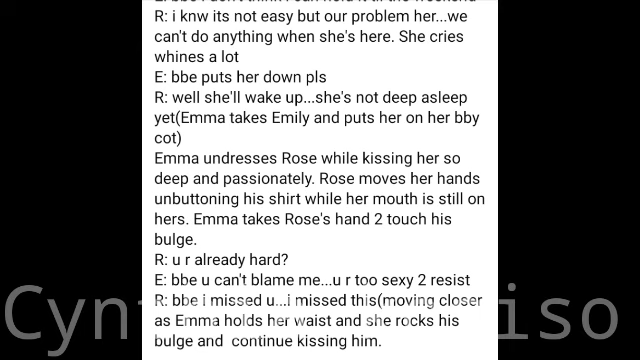 R: i knw its not easy but our problem her...we
can't do anything when she's here. She cries
whines a lot
E: bbe puts her down pls
R: well she'll wake up...she's not deep asleep
yet(Emma takes Emily and puts her on her bby
cot)
Emma undresses Rose while kissing her so
deep and passionately. Rose moves her hands
unbuttoning his shirt while her mouth is still on
hers. Emma takes Rose's hand 2 touch his
bulge.
R: u r already hard?
E: bbe u can't blame me...u r too sexy 2 resist
R: bbe i missed u...i missed this(moving closer
as Emma holds her waist and she rocks his
bulge and continue kissing him.